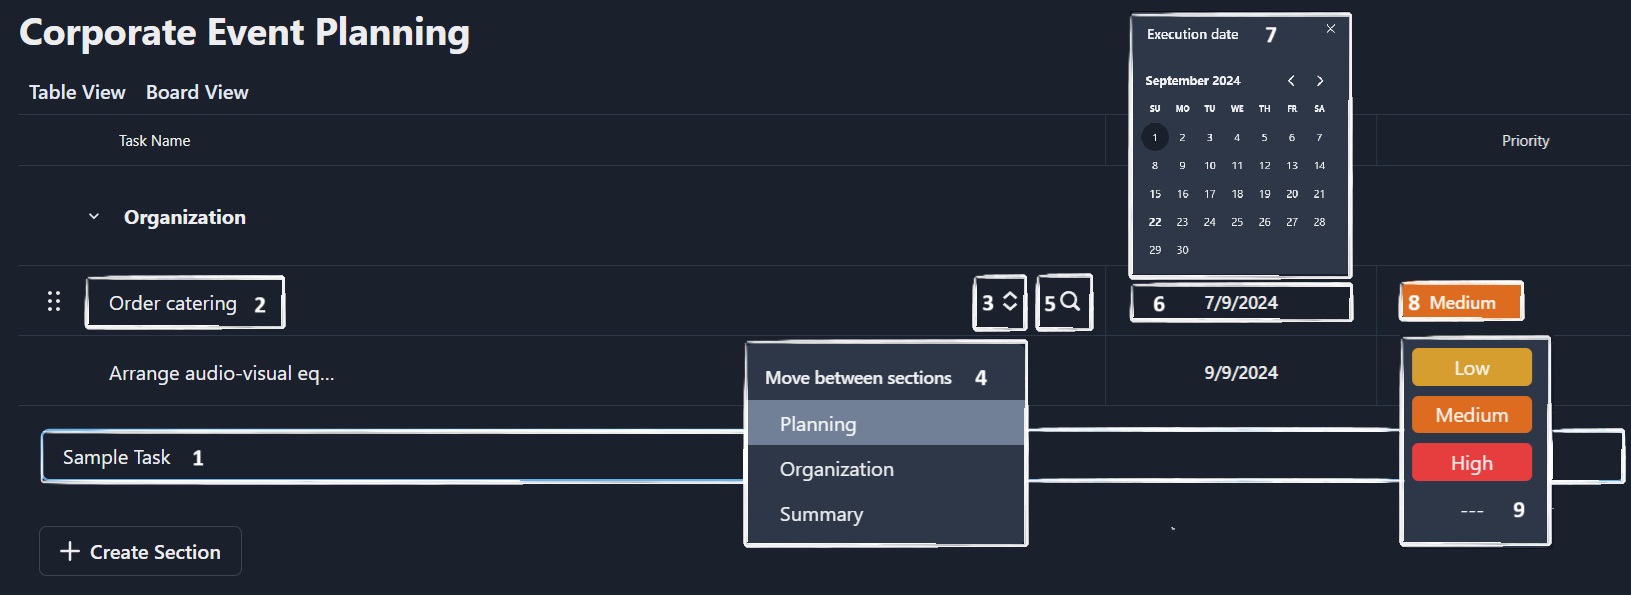 Corporate Event Planning
Table View Board View
Task Name
Priority
Execution date 7
September 2024
SU MO TU WE TH FR SA
1 2 3 4 5 6 7
8 9 10 11 12 13 14
15 16 17 18 19 20 21
22 23 24 25 26 27 28
29 30
Organization
Order catering 2
3
5
6 7/9/2024
8 Medium
Arrange audio-visual eq...
9/9/2024
Move between sections 4
Planning
Organization
Summary
Low
Medium
High
--- 9
Sample Task 1
+ Create Section